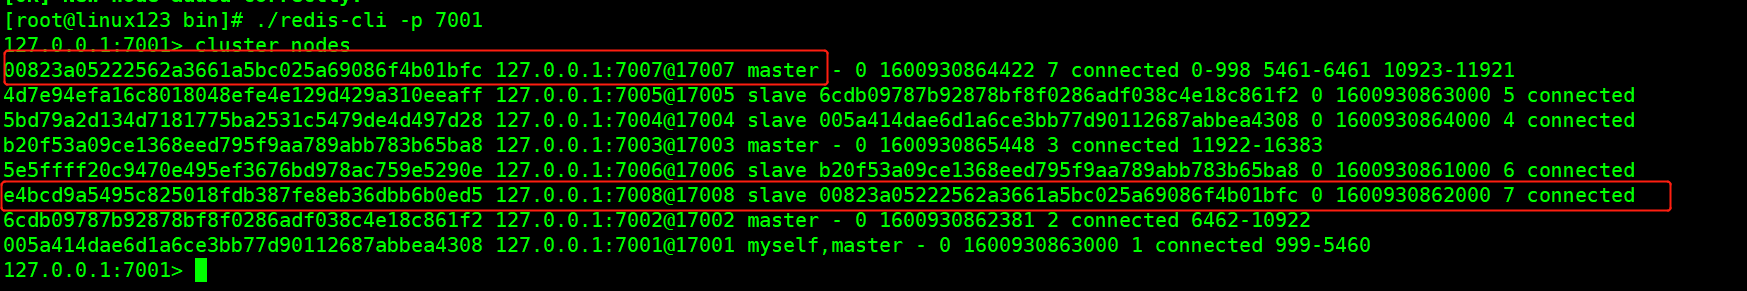 [OK] New node added correctly.
[root@linux123 bin]# ./redis-cli -p 7001
127.0.0.1:7001> cluster nodes
00823a05222562a3661a5bc025a69086f4b01bfc 127.0.0.1:7007@17007 master - 0 1600930864422 7 connected 0-998 5461-6461 10923-11921
4d7e94efa16c8018048efe4e129d429a310eeaff 127.0.0.1:7005@17005 slave 6cdb09787b92878bf8f0286adf038c4e18c861f2 0 1600930863000 5 connected
5bd79a2d134d7181775ba2531c5479de4d497d28 127.0.0.1:7004@17004 slave 005a414dae6d1a6ce3bb77d90112687abbea4308 0 1600930864000 4 connected
b20f53a09ce1368eed795f9aa789abb783b65ba8 127.0.0.1:7003@17003 master - 0 1600930865448 3 connected 11922-16383
5e5ffff20c9470e495ef3676bd978ac759e5290e 127.0.0.1:7006@17006 slave b20f53a09ce1368eed795f9aa789abb783b65ba8 0 1600930861000 6 connected
e4bcd9a5495c825018fdb387fe8eb36dbb6b0ed5 127.0.0.1:7008@17008 slave 00823a05222562a3661a5bc025a69086f4b01bfc 0 1600930862000 7 connected
6cdb09787b92878bf8f0286adf038c4e18c861f2 127.0.0.1:7002@17002 master - 0 1600930862381 2 connected 6462-10922
005a414dae6d1a6ce3bb77d90112687abbea4308 127.0.0.1:7001@17001 myself,master - 0 1600930863000 1 connected 999-5460
127.0.0.1:7001>